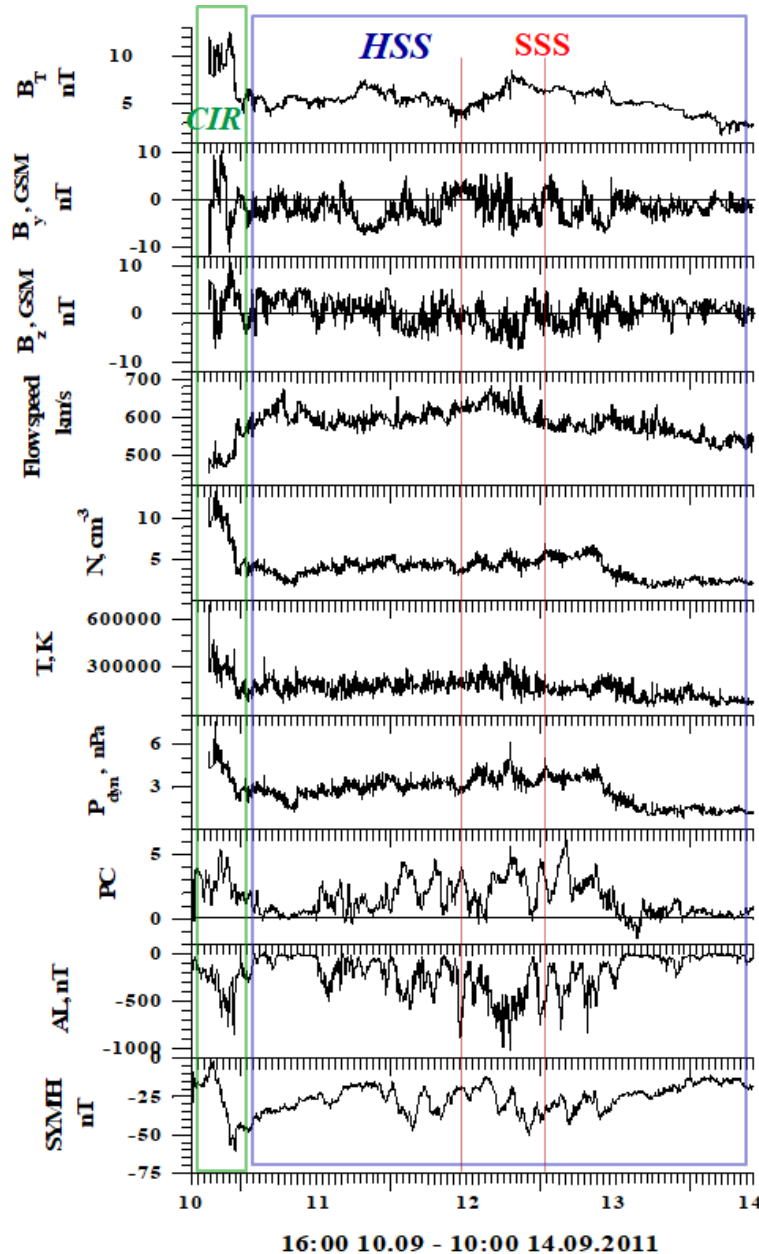 HSS SSS
CIR
B_T nT
10
5
B_y, GSM nT
10
0
-10
B_z, GSM nT
10
0
-10
Flow speed km/s
700
600
500
N, cm^-3
10
5
T, K
600000
300000
P_dyn, nPa
6
3
PC
5
0
AL, nT
0
-500
-1000
SYMH nT
0
-25
-50
-75
10 11 12 13 14
16:00 10.09 - 10:00 14.09.2011